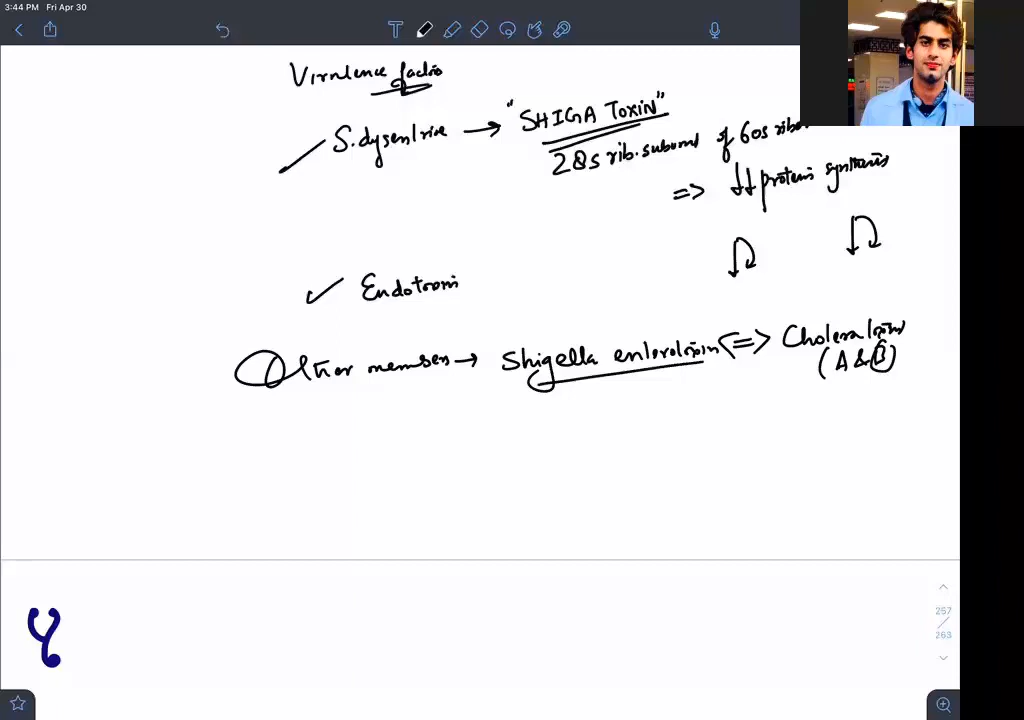 3:44 PM Fri Apr 30
Virulence factor
S. dysentriae → "SHIGA TOXIN"
28s rib. subunit of 60s ribo
=> ↓↓ protein synthesis
Endotoxin
Other members → Shigella enterotoxin <=> Cholera toxin
(A & B)
257
263